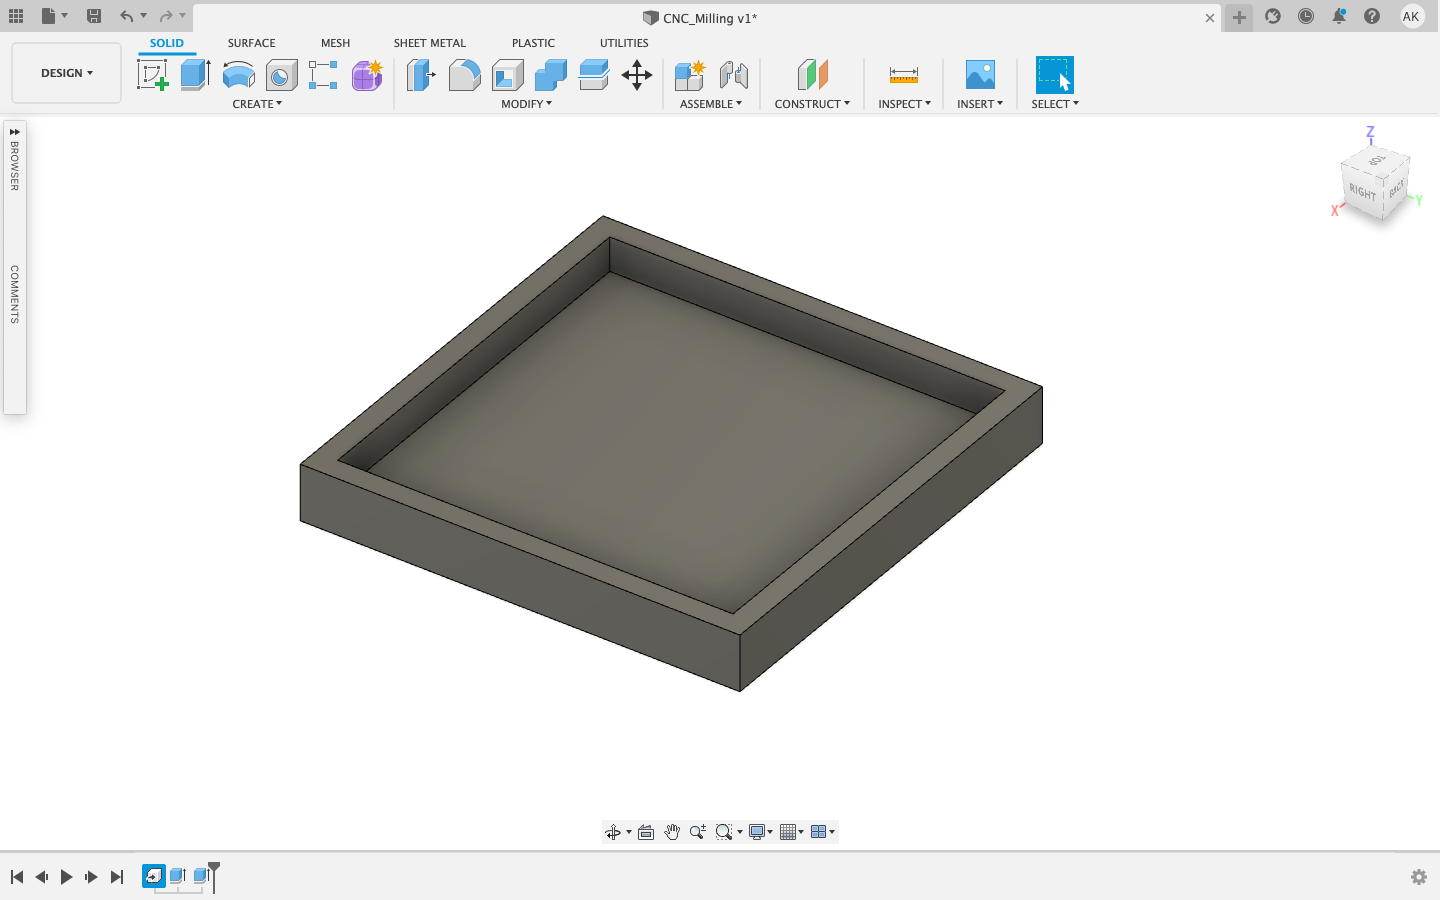 CNC_Milling v1*
AK
SOLID
SURFACE
MESH
SHEET METAL
PLASTIC
UTILITIES
DESIGN
CREATE
MODIFY
ASSEMBLE
CONSTRUCT
INSPECT
INSERT
SELECT
BROWSER
COMMENTS
Z
TOP
RIGHT
BACK
X
Y